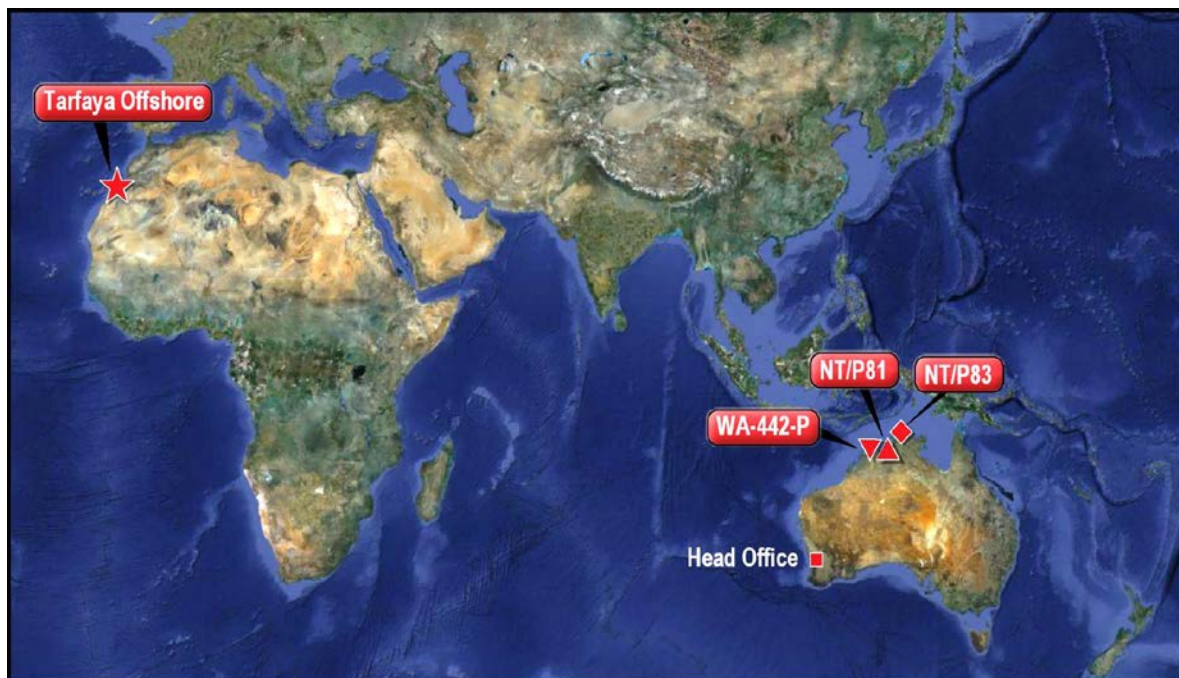 Tarfaya Offshore
NT/P81
NT/P83
WA-442-P
Head Office